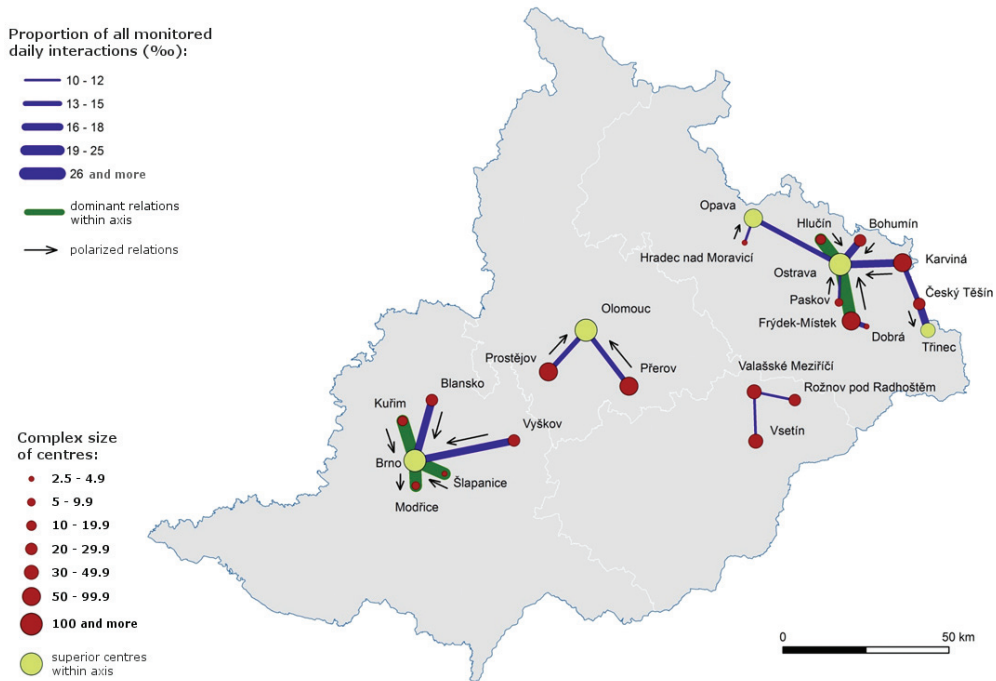 Proportion of all monitored
daily interactions (‰):
10 - 12
13 - 15
16 - 18
19 - 25
26 and more
dominant relations
within axis
polarized relations
Opava
Hlučín
Bohumín
Hradec nad Moravicí
Ostrava
Karviná
Paskov
Český Těšín
Frýdek-Místek
Dobrá
Třinec
Olomouc
Prostějov
Přerov
Valašské Meziříčí
Rožnov pod Radhoštěm
Vsetín
Blansko
Kuřim
Vyškov
Brno
Šlapanice
Modřice
Complex size
of centres:
2.5 - 4.9
5 - 9.9
10 - 19.9
20 - 29.9
30 - 49.9
50 - 99.9
100 and more
superior centres
within axis
0
50 km